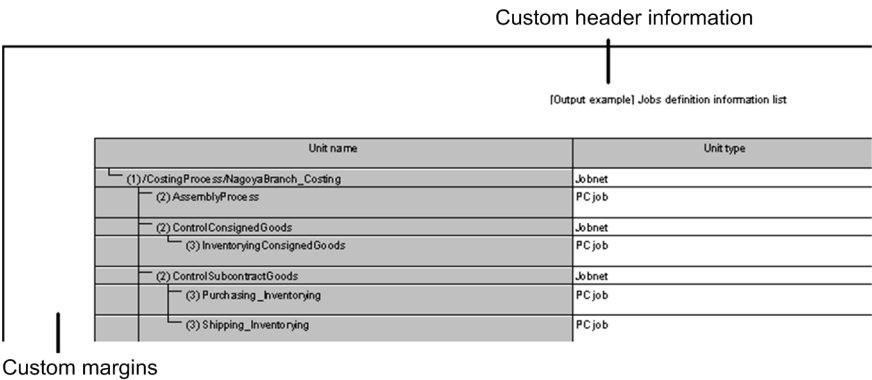 Custom header information
[Output example] Jobs definition information list
Unit name Unit type
(1)/CostingProcess/NagoyaBranch_Costing Jobnet
(2) AssemblyProcess PC job
(2) ControlConsignedGoods Jobnet
(3) InventoryingConsignedGoods PC job
(2) ControlSubcontractGoods Jobnet
(3) Purchasing_Inventorying PC job
(3) Shipping_Inventorying PC job
Custom margins